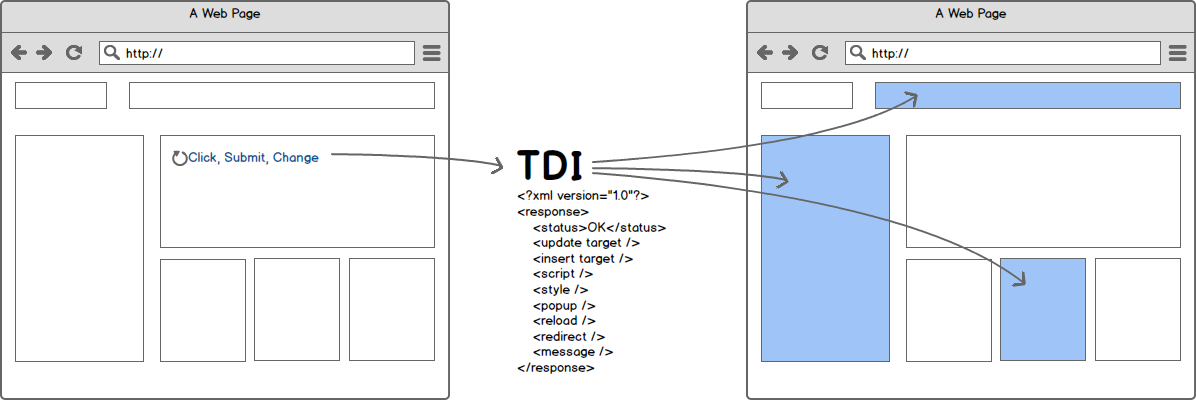 A Web Page
http://
Click, Submit, Change
TDI
<?xml version="1.0"?>
<response>
<status>OK</status>
<update target />
<insert target />
<script />
<style />
<popup />
<reload />
<redirect />
<message />
</response>
A Web Page
http://